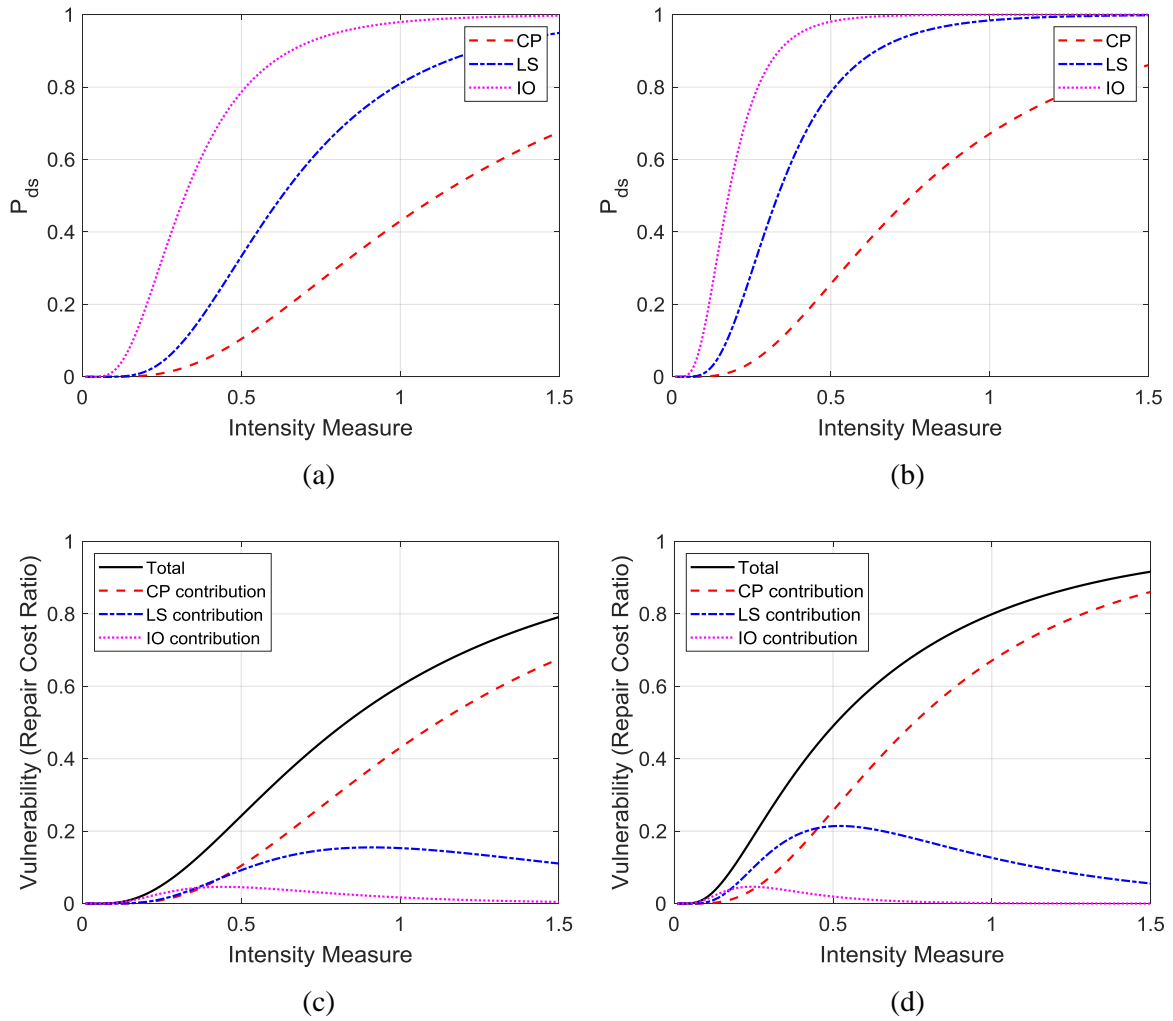 1
0.8
0.6
0.4
0.2
0
P_ds
0 0.5 1 1.5
Intensity Measure
CP
LS
IO
(a)
1
0.8
0.6
0.4
0.2
0
P_ds
0 0.5 1 1.5
Intensity Measure
CP
LS
IO
(b)
1
0.8
0.6
0.4
0.2
0
Vulnerability (Repair Cost Ratio)
0 0.5 1 1.5
Intensity Measure
Total
CP contribution
LS contribution
IO contribution
(c)
1
0.8
0.6
0.4
0.2
0
Vulnerability (Repair Cost Ratio)
0 0.5 1 1.5
Intensity Measure
Total
CP contribution
LS contribution
IO contribution
(d)